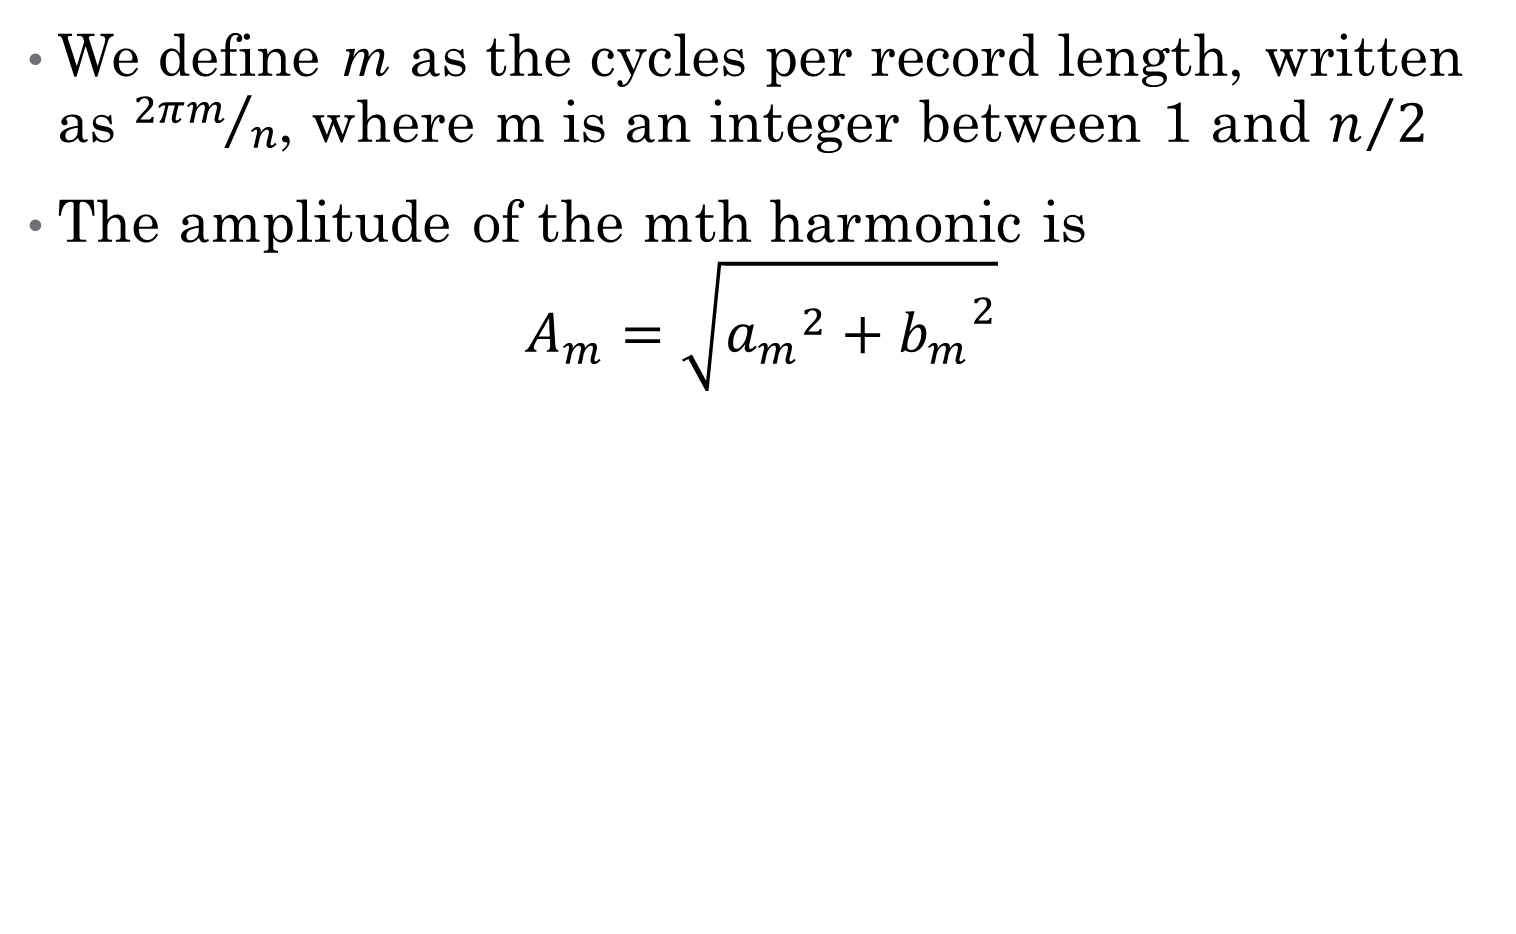 • We define m as the cycles per record length, written
as 2πm/n, where m is an integer between 1 and n/2
• The amplitude of the mth harmonic is
Aₘ = √(aₘ² + bₘ²)